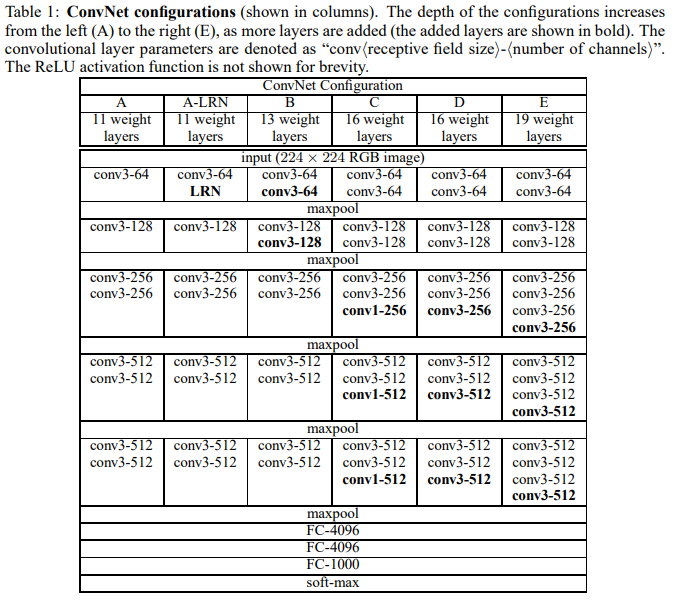 Table 1: ConvNet configurations (shown in columns). The depth of the configurations increases
from the left (A) to the right (E), as more layers are added (the added layers are shown in bold). The
convolutional layer parameters are denoted as “conv⟨receptive field size⟩-⟨number of channels⟩”.
The ReLU activation function is not shown for brevity.
ConvNet Configuration
A A-LRN B C D E
11 weight 11 weight 13 weight 16 weight 16 weight 19 weight
layers layers layers layers layers layers
input (224 × 224 RGB image)
conv3-64 conv3-64 conv3-64 conv3-64 conv3-64 conv3-64
LRN conv3-64 conv3-64 conv3-64 conv3-64
maxpool
conv3-128 conv3-128 conv3-128 conv3-128 conv3-128 conv3-128
conv3-128 conv3-128 conv3-128 conv3-128
maxpool
conv3-256 conv3-256 conv3-256 conv3-256 conv3-256 conv3-256
conv3-256 conv3-256 conv3-256 conv3-256 conv3-256 conv3-256
conv1-256 conv3-256 conv3-256
conv3-256
maxpool
conv3-512 conv3-512 conv3-512 conv3-512 conv3-512 conv3-512
conv3-512 conv3-512 conv3-512 conv3-512 conv3-512 conv3-512
conv1-512 conv3-512 conv3-512
conv3-512
maxpool
conv3-512 conv3-512 conv3-512 conv3-512 conv3-512 conv3-512
conv3-512 conv3-512 conv3-512 conv3-512 conv3-512 conv3-512
conv1-512 conv3-512 conv3-512
conv3-512
maxpool
FC-4096
FC-4096
FC-1000
soft-max